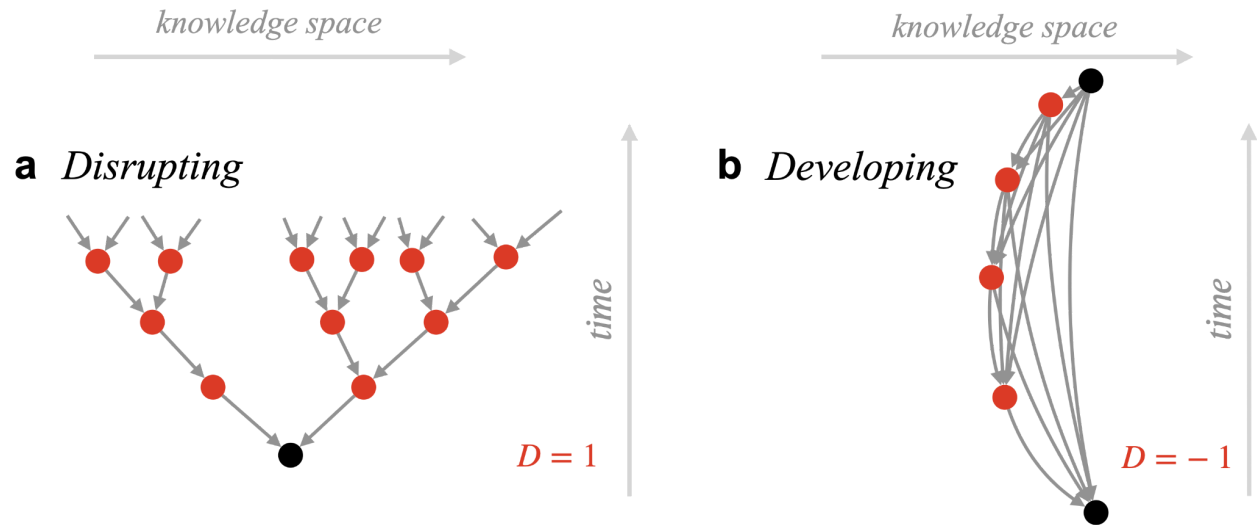 knowledge space
a Disrupting
time
D = 1
knowledge space
b Developing
time
D = − 1